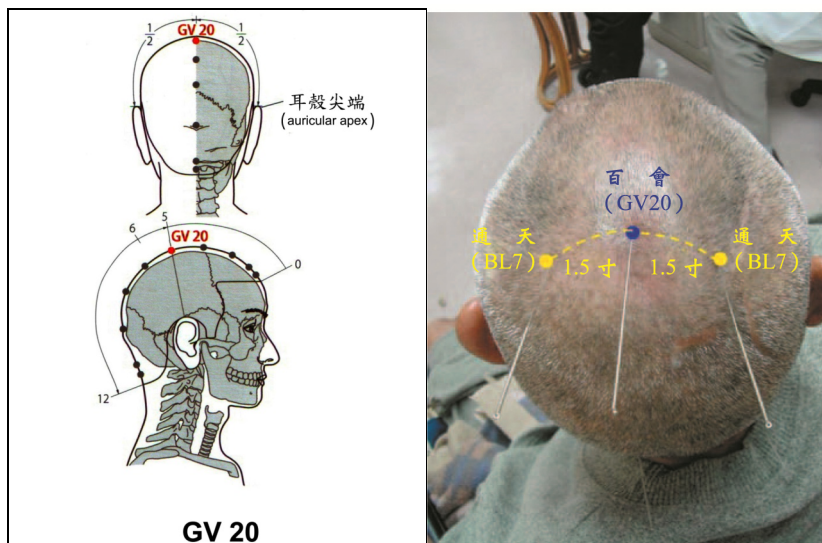 1/2
1/2
GV 20
耳殼尖端
(auricular apex)
6
5
GV 20
0
12
GV 20
百 會
(GV20)
通 天
(BL7)
1.5 寸
1.5 寸
通 天
(BL7)